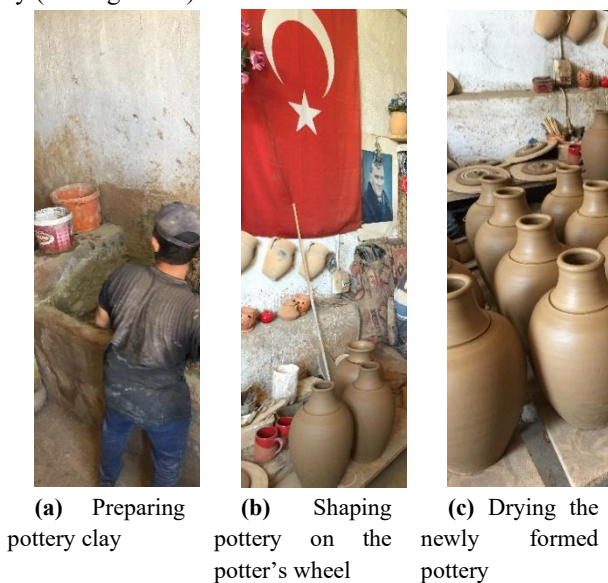 (a) Preparing
pottery clay
(b) Shaping
pottery on the
potter's wheel
(c) Drying the
newly formed
pottery